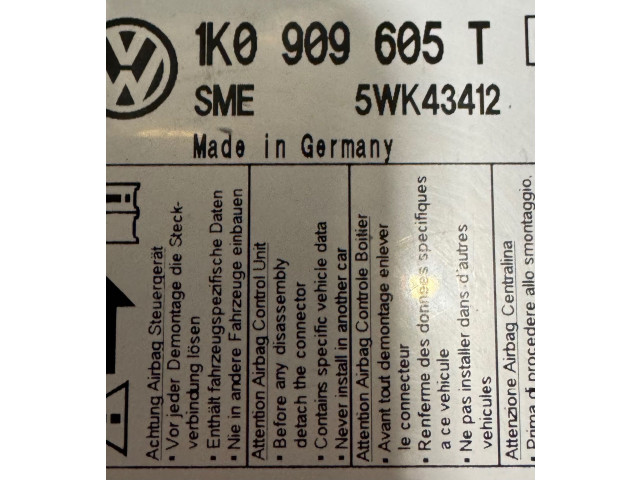 1K0 909 605 T
SME 5WK43412
Made in Germany
Achtung Airbag Steuergerät
• Vor jeder Demontage die Steck-
verbindung lösen
• Enthält fahrzeugspezifische Daten
• Nie in andere Fahrzeuge einbauen
Attention Airbag Control Unit
• Before any disassembly
detach the connector
• Contains specific vehicle data
• Never install in another car
Attention Airbag Controle Boitier
• Avant tout demontage enlever
le connecteur
• Renferme des données specifiques
a ce vehicule
• Ne pas installer dans d'autres
vehicules
Attenzione Airbag Centralina
• Prima di procedere allo smontaggio.